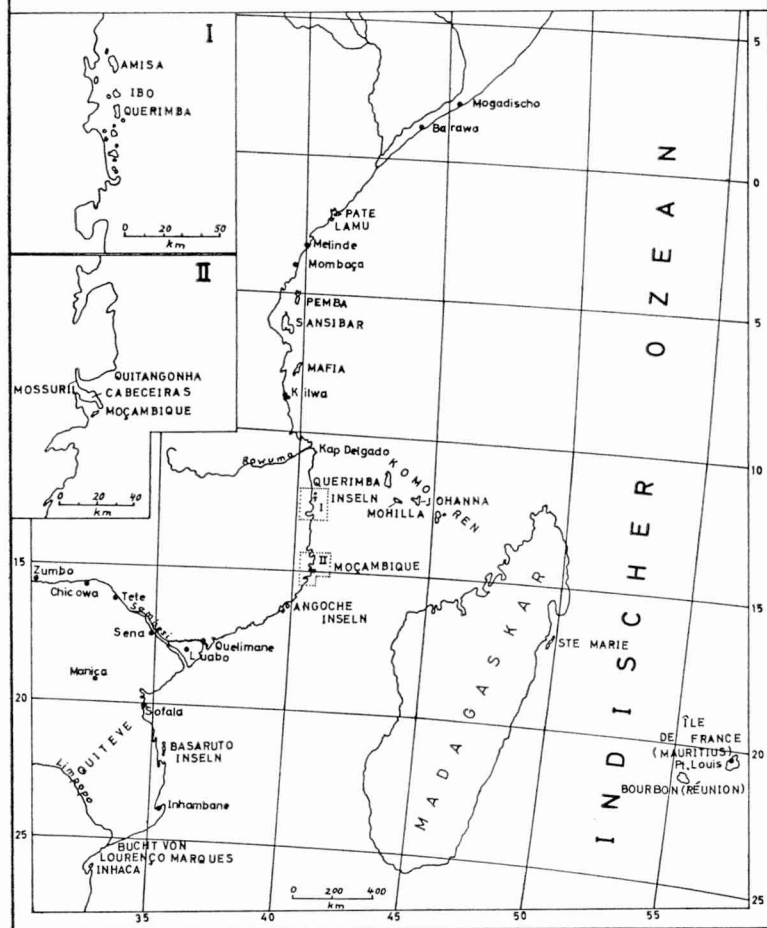 I
AMISA
IBO
QUERIMBA
0 20 40 50
km
II
QUITANGONHA
MOSSURIL
CABECEIRAS
MOÇAMBIQUE
0 20 40
km
5
Mogadischo
Barawa
0
PATE
LAMU
Melinde
Mombaça
PEMBA
5
SANSIBAR
MAFIA
Kilwa
Kap Delgado
Rowuma
KOMOREN
10
QUERIMBA
INSELN
I
JOHANNA
MOHILLA
II
MOÇAMBIQUE
15
15
Zumbo
Chicowa
Tete
Sambesi
ANGOCHE
INSELN
Sena
Quelimane
Luabo
STE MARIE
Manica
MADAGASKAR
INDISCHER OZEAN
20
Sofala
QUITEVE
ÎLE
DE FRANCE
(MAURITIUS)
20
Pt. Louis
BASARUTO
INSELN
BOURBON (RÉUNION)
Limpopo
Inhambane
25
BUCHT VON
LOURENÇO MARQUES
INHACA
0 200 400
km
25
35
40
45
50
55